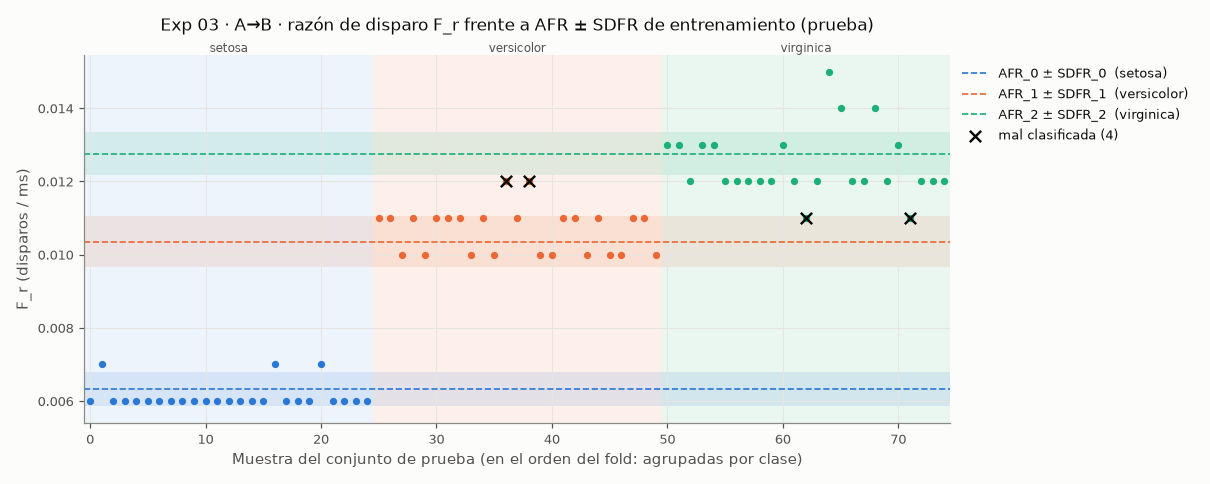 Exp 03 · A→B · razón de disparo F_r frente a AFR ± SDFR de entrenamiento (prueba)
setosa
versicolor
virginica
AFR_0 ± SDFR_0 (setosa)
AFR_1 ± SDFR_1 (versicolor)
AFR_2 ± SDFR_2 (virginica)
mal clasificada (4)
F_r (disparos / ms)
0.014
0.012
0.010
0.008
0.006
0 10 20 30 40 50 60 70
Muestra del conjunto de prueba (en el orden del fold: agrupadas por clase)